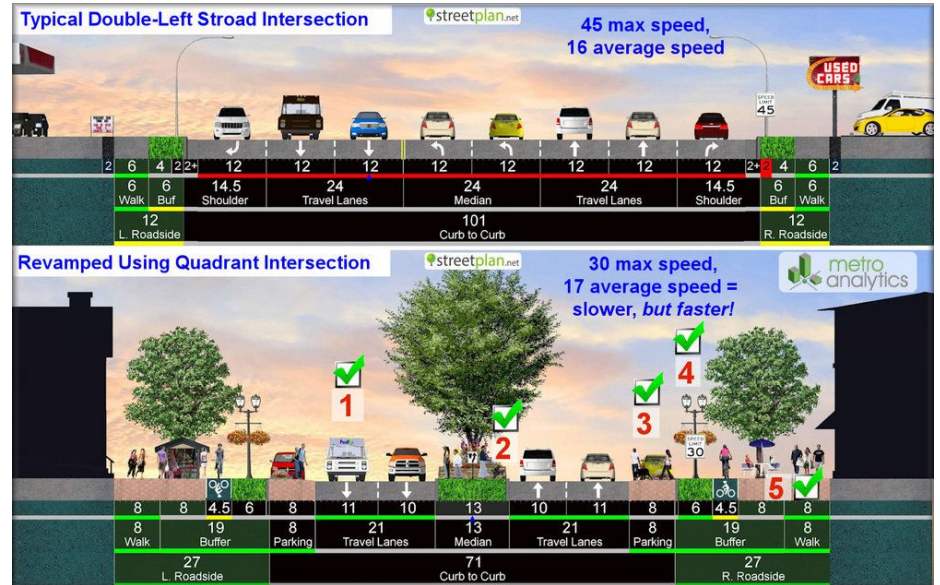 Typical Double-Left Stroad Intersection
streetplan.net
45 max speed,
16 average speed
USED
CARS
SPEED
LIMIT
45
2 6 4 2 2+ 12 12 12 12 12 12 12 12 2+ 2 4 6 2
6 6 14.5 24 24 24 14.5 6 6
Walk Buf Shoulder Travel Lanes Median Travel Lanes Shoulder Buf Walk
12 101 12
L. Roadside Curb to Curb R. Roadside
Revamped Using Quadrant Intersection
streetplan.net
30 max speed,
17 average speed =
slower, but faster!
metro
analytics
1
2
3
4
5
FedEx
SPEED
LIMIT
30
8 8 4.5 6 8 11 10 13 10 11 8 6 4.5 8 8
8 19 8 21 13 21 8 19 8
Walk Buffer Parking Travel Lanes Median Travel Lanes Parking Buffer Walk
27 71 27
L. Roadside Curb to Curb R. Roadside